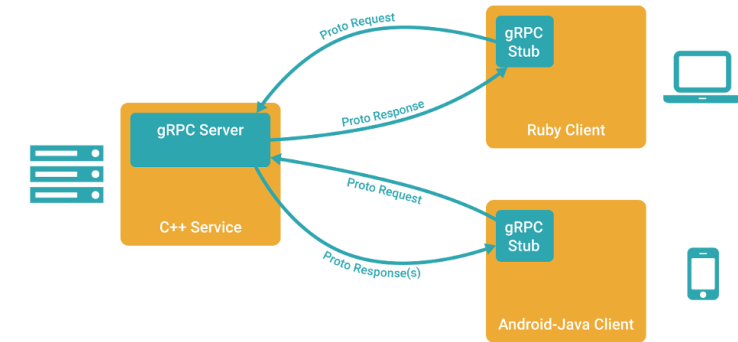 Proto Request
gRPC
Stub
Ruby Client
Proto Response
gRPC Server
C++ Service
Proto Request
gRPC
Stub
Proto Response(s)
Android-Java Client